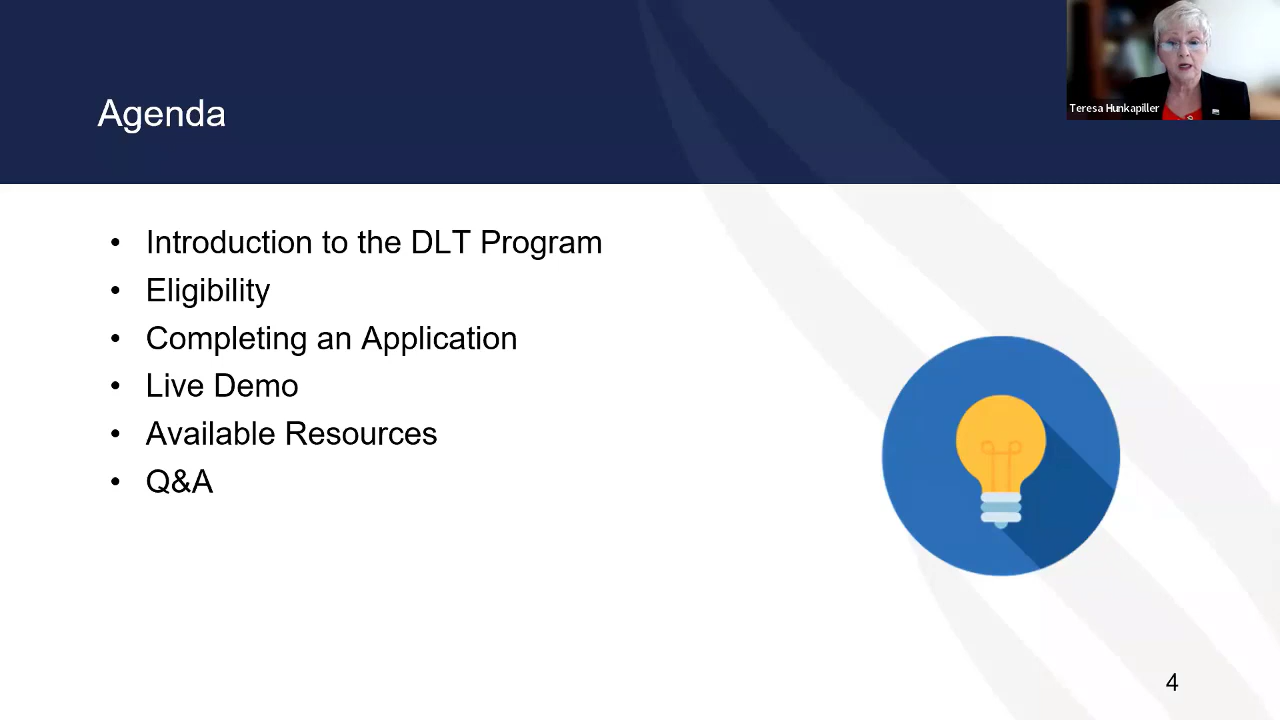 Teresa Hunkapiller
Agenda
• Introduction to the DLT Program
• Eligibility
• Completing an Application
• Live Demo
• Available Resources
• Q&A
4